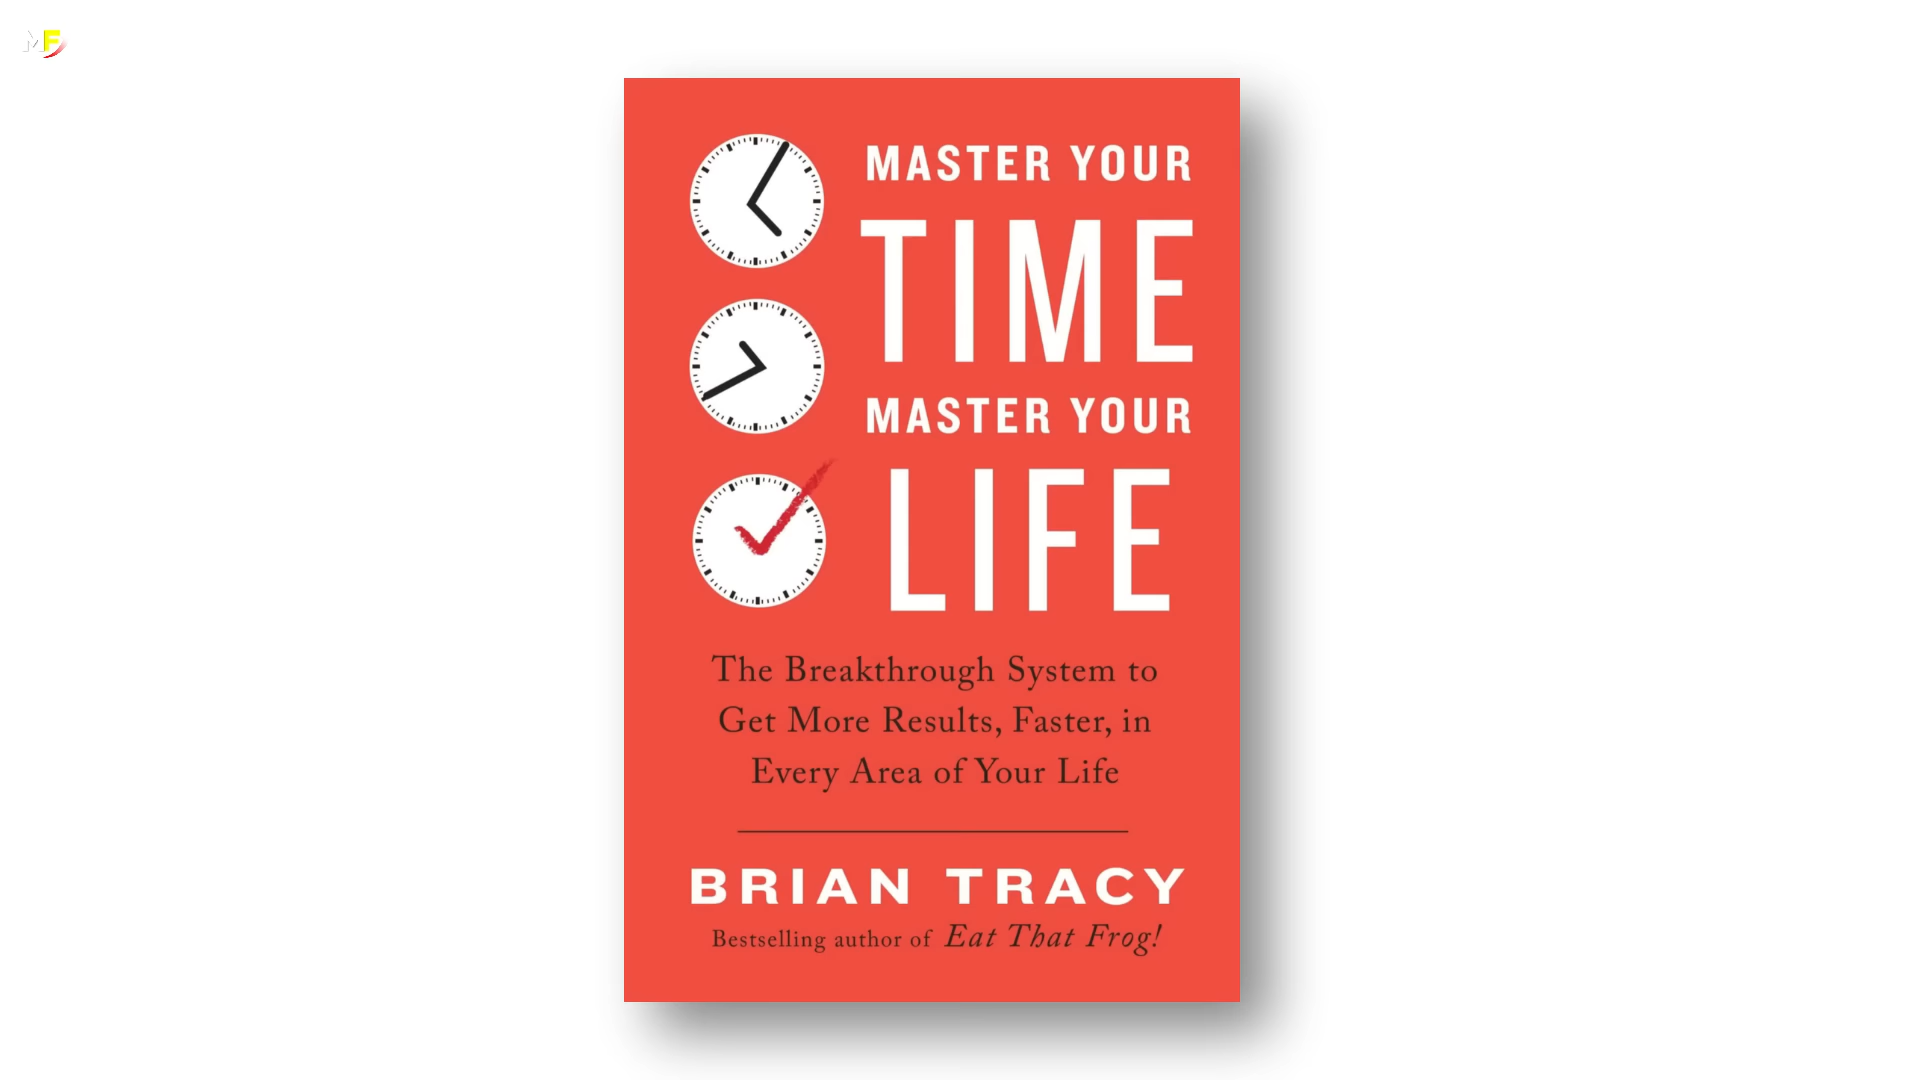 MF
MASTER YOUR
TIME
MASTER YOUR
LIFE
The Breakthrough System to
Get More Results, Faster, in
Every Area of Your Life
BRIAN TRACY
Bestselling author of Eat That Frog!